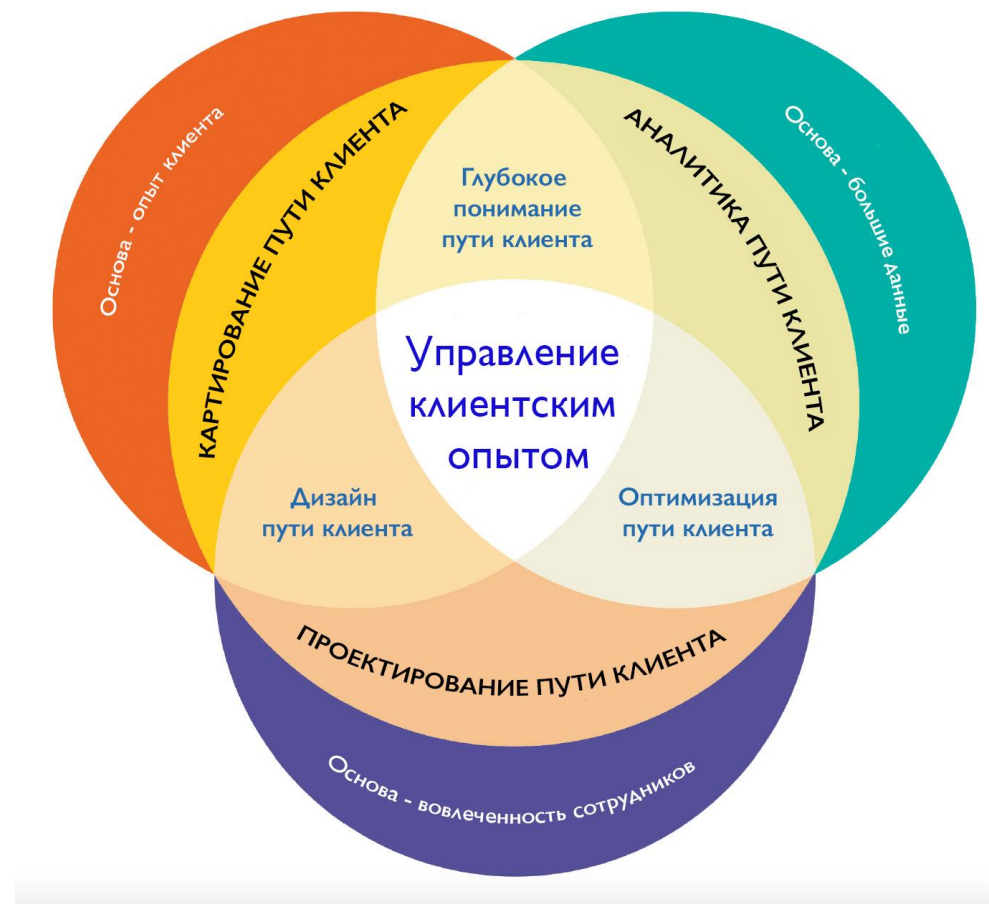 Основа - опыт клиента
КАРТИРОВАНИЕ ПУТИ КЛИЕНТА
Глубокое
понимание
пути клиента
АНАЛИТИКА ПУТИ КЛИЕНТА
Основа - большие данные
Управление
клиентским
опытом
Дизайн
пути клиента
Оптимизация
пути клиента
ПРОЕКТИРОВАНИЕ ПУТИ КЛИЕНТА
Основа - вовлеченность сотрудников